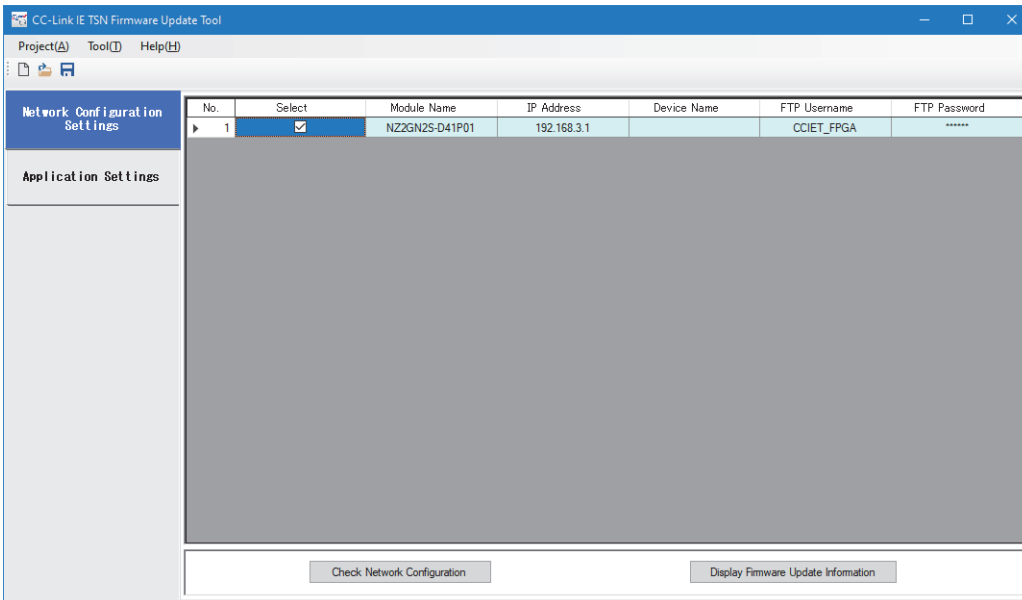 CC-Link IE TSN Firmware Update Tool
Project(A) Tool(T) Help(H)
Network Configuration
Settings
Application Settings
No. Select Module Name IP Address Device Name FTP Username FTP Password
1 NZ2GN2S-D41P01 192.168.3.1 CCIET_FPGA ******
Check Network Configuration Display Firmware Update Information